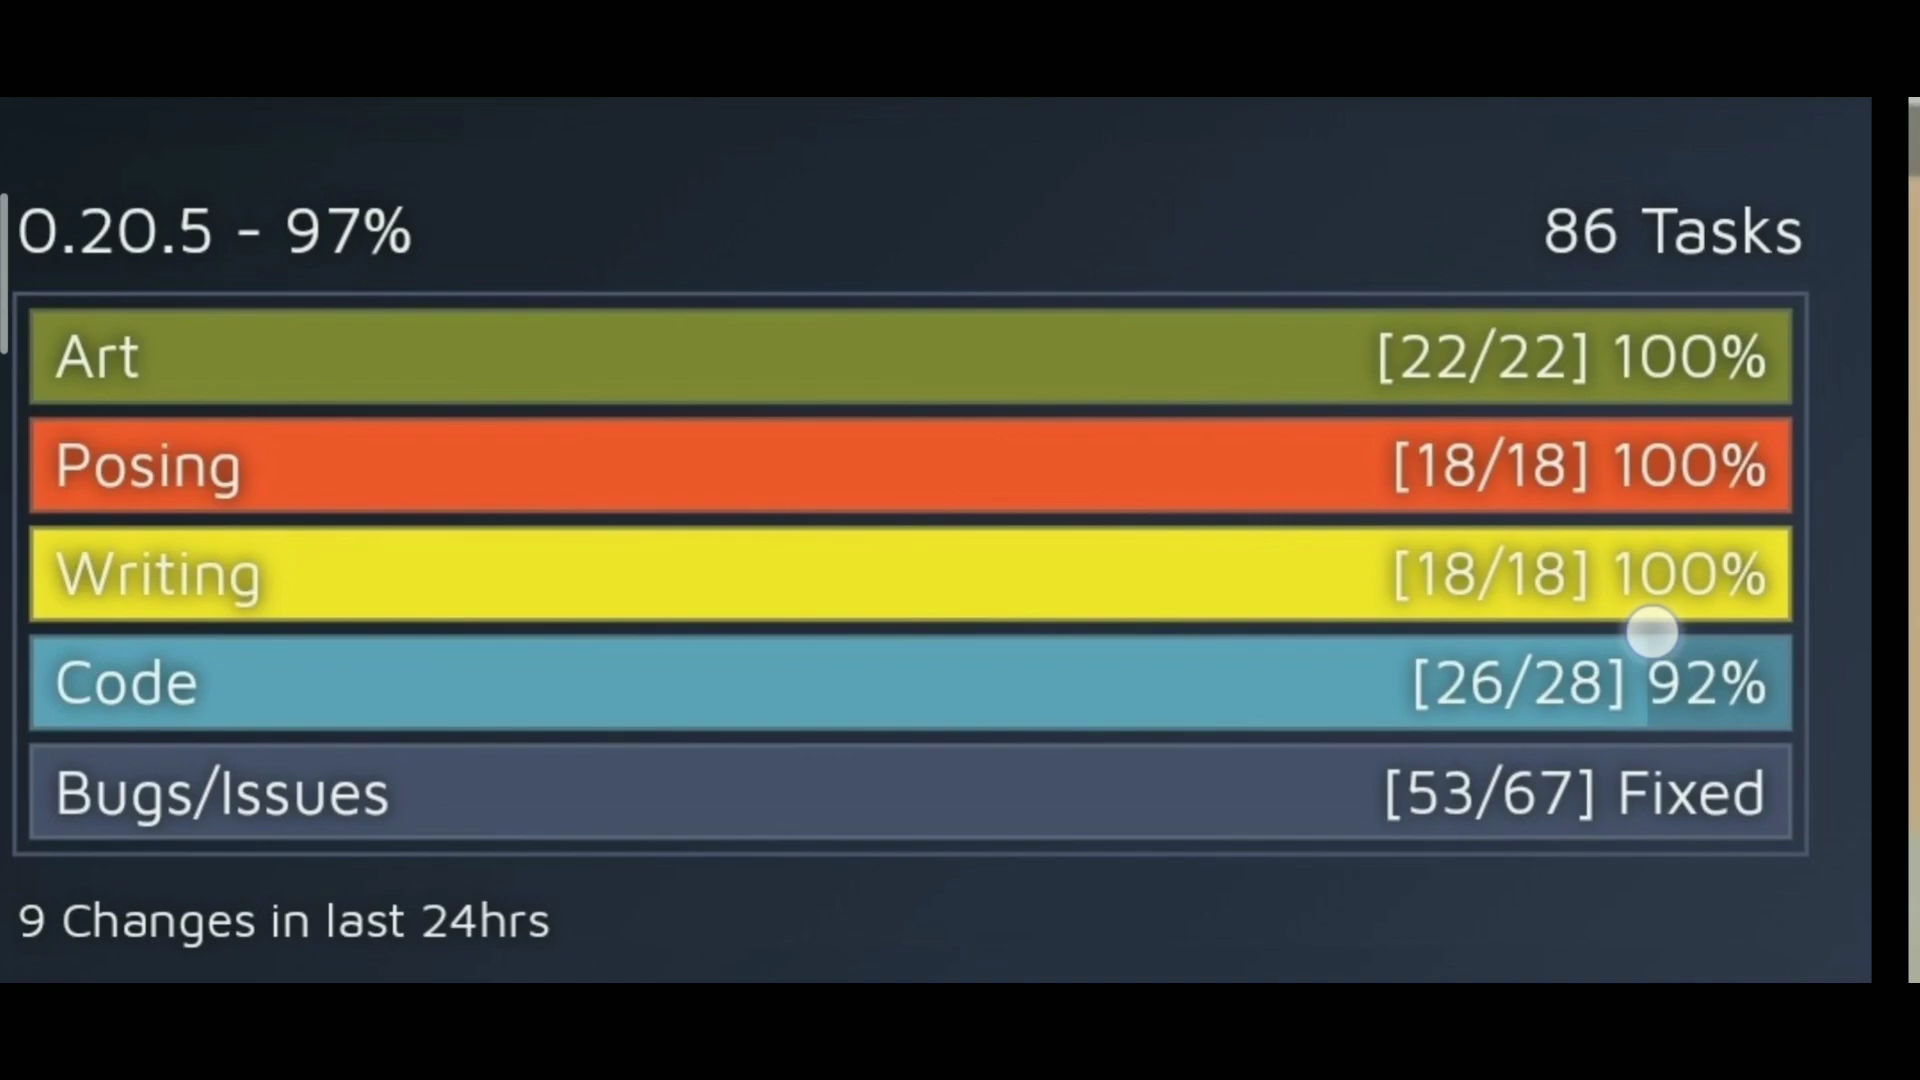 0.20.5 - 97% 86 Tasks
Art [22/22] 100%
Posing [18/18] 100%
Writing [18/18] 100%
Code [26/28] 92%
Bugs/Issues [53/67] Fixed
9 Changes in last 24hrs